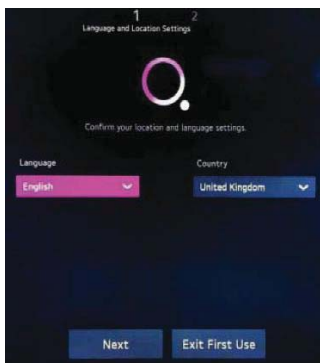 1 2
Language and Location Settings
Confirm your location and language settings.
Language Country
English United Kingdom
Next Exit First Use